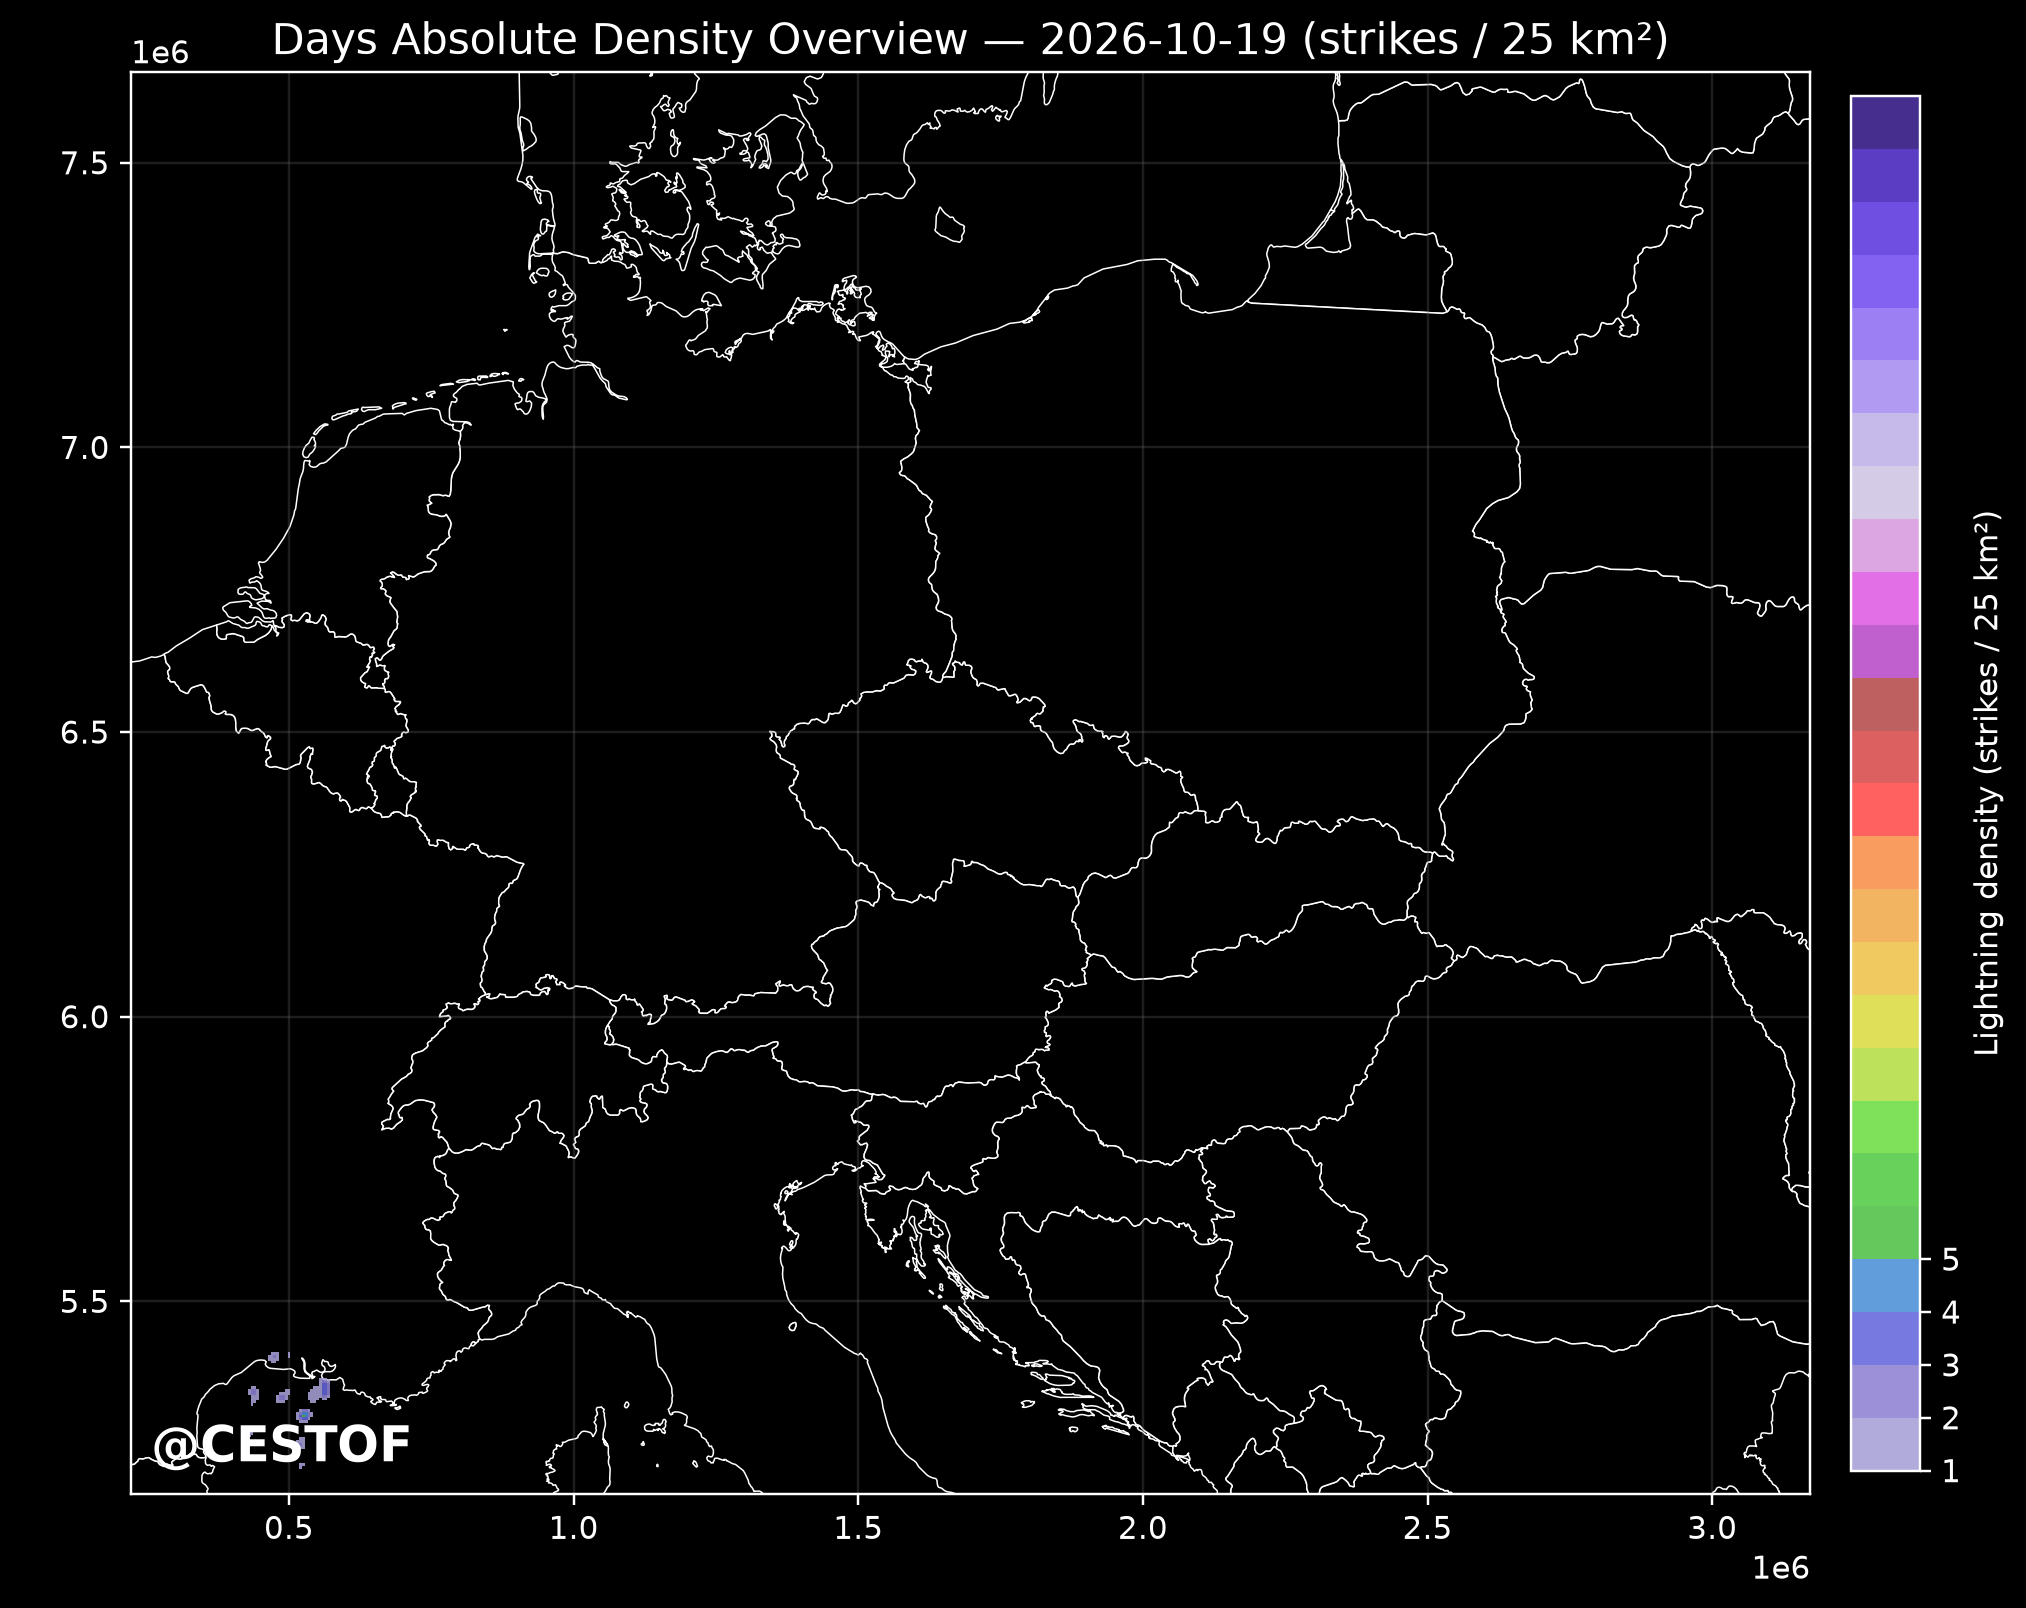 Days Absolute Density Overview — 2026-10-19 (strikes / 25 km²)
1e6
7.5
7.0
6.5
6.0
5.5
0.5 1.0 1.5 2.0 2.5 3.0
1e6
5
4
3
2
1
Lightning density (strikes / 25 km²)
@CESTOF